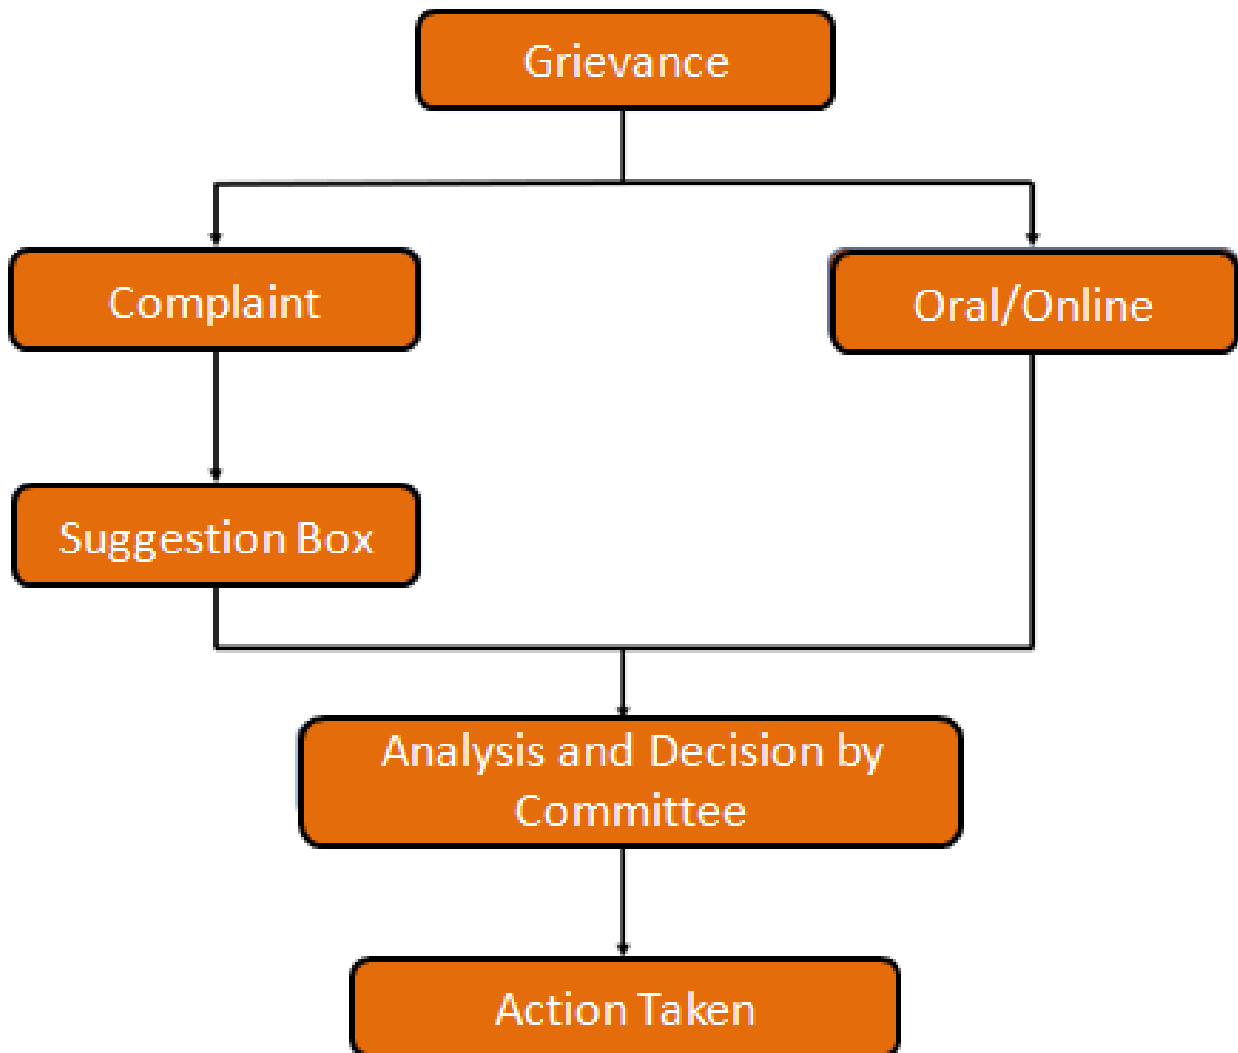 Grievance
Complaint
Oral/Online
Suggestion Box
Analysis and Decision by
Committee
Action Taken